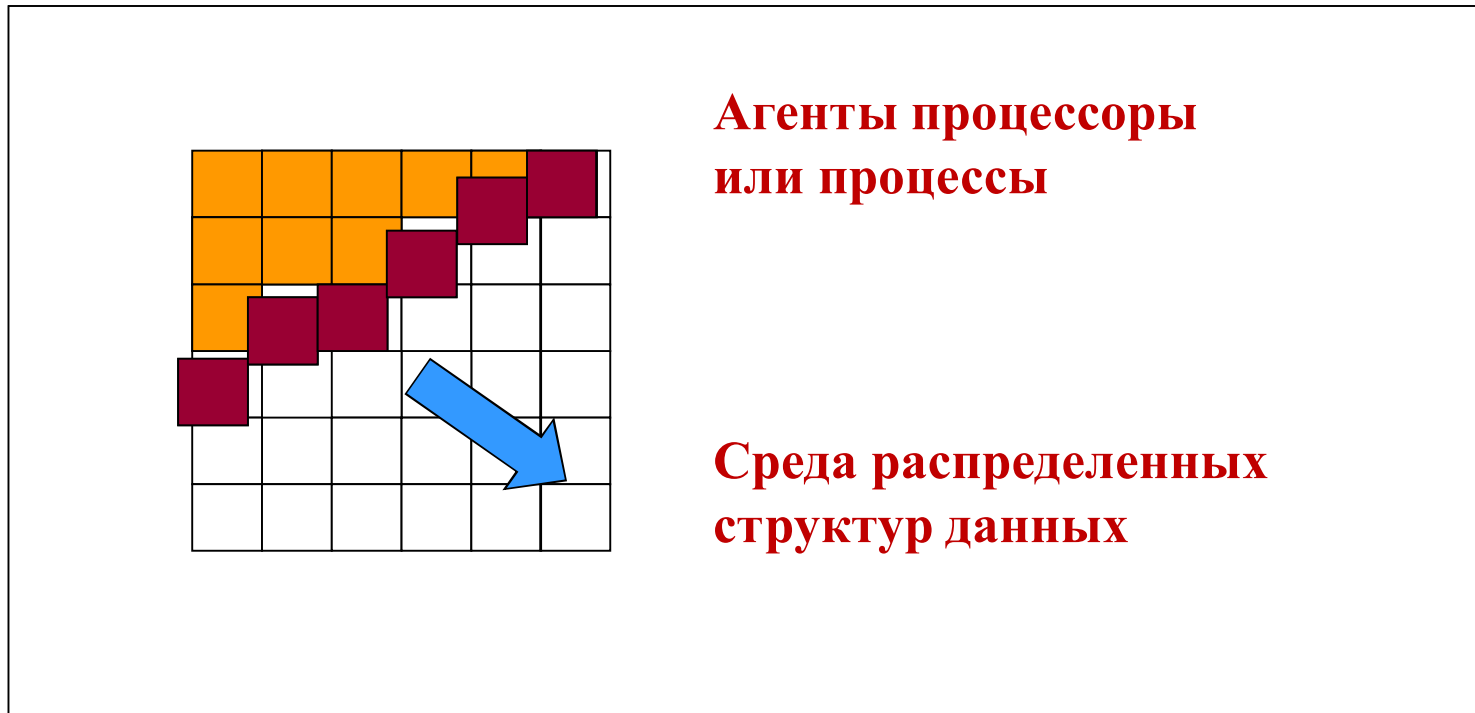 Агенты процессоры
или процессы
Среда распределенных
структур данных